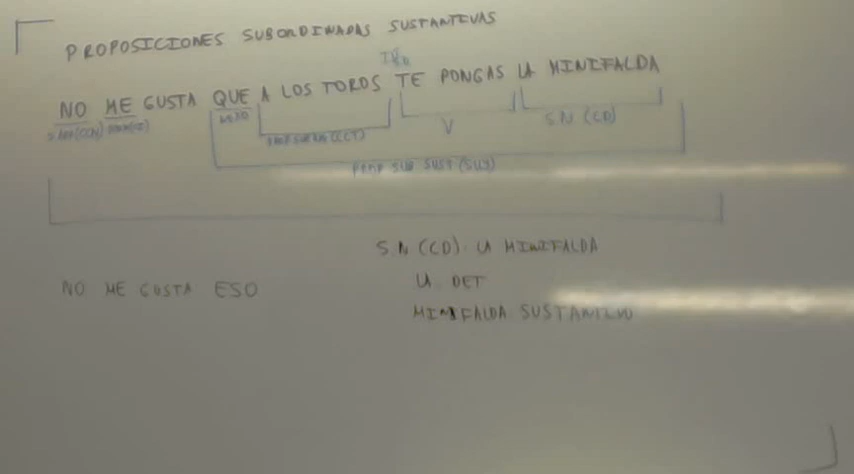 PROPOSICIONES SUBORDINADAS SUSTANTIVAS
NO ME GUSTA QUE A LOS TOROS TE PONGAS LA MINIFALDA
NEXO
V
S N (CD)
PROP SUB SUST (SUJ)
S N (CD) LA MINIFALDA
NO ME GUSTA ESO
LA DET
MINIFALDA SUSTANTIVO